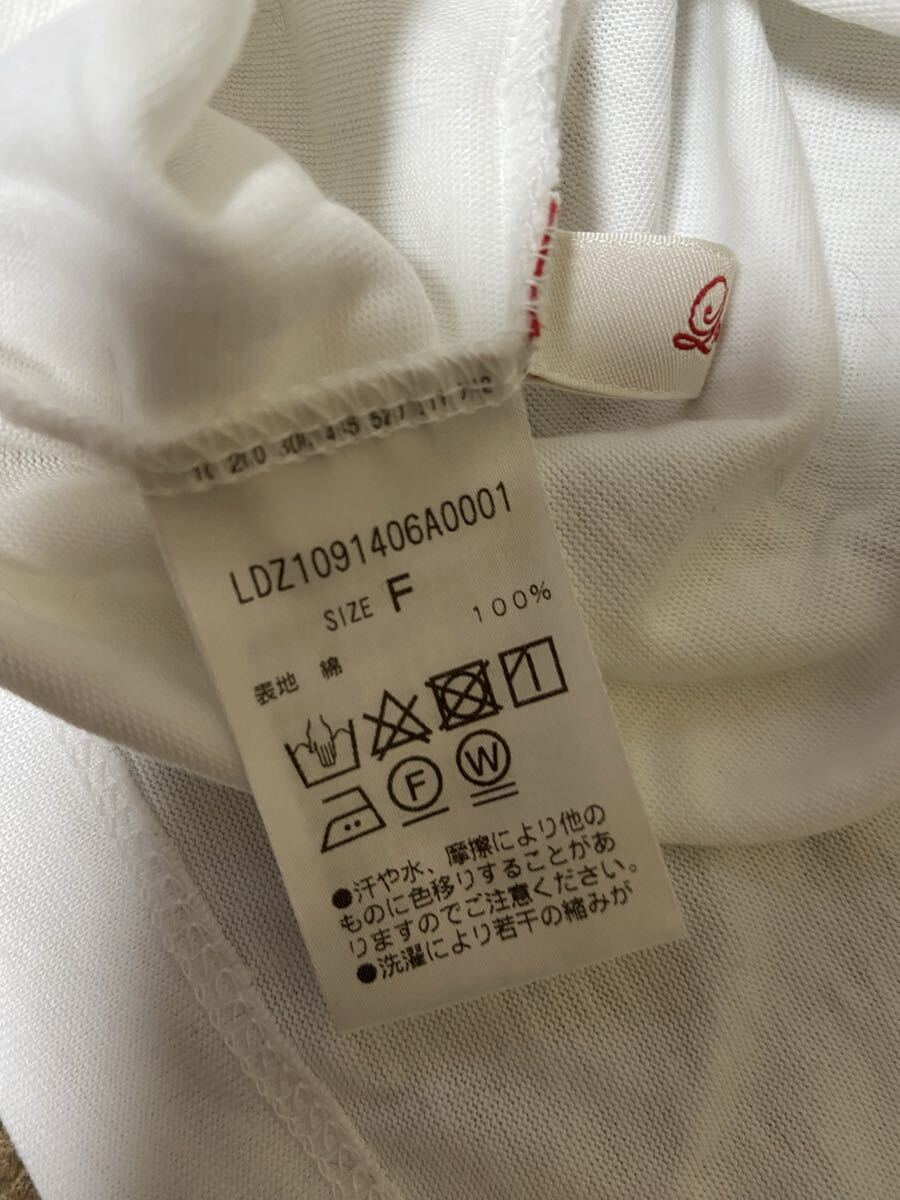 LDZ1091406A0001
SIZE F
表地 綿 100%
F W
●汗や水、摩擦により他の
ものに色移りすることがあ
りますのでご注意ください。
●洗濯により若干の縮みが